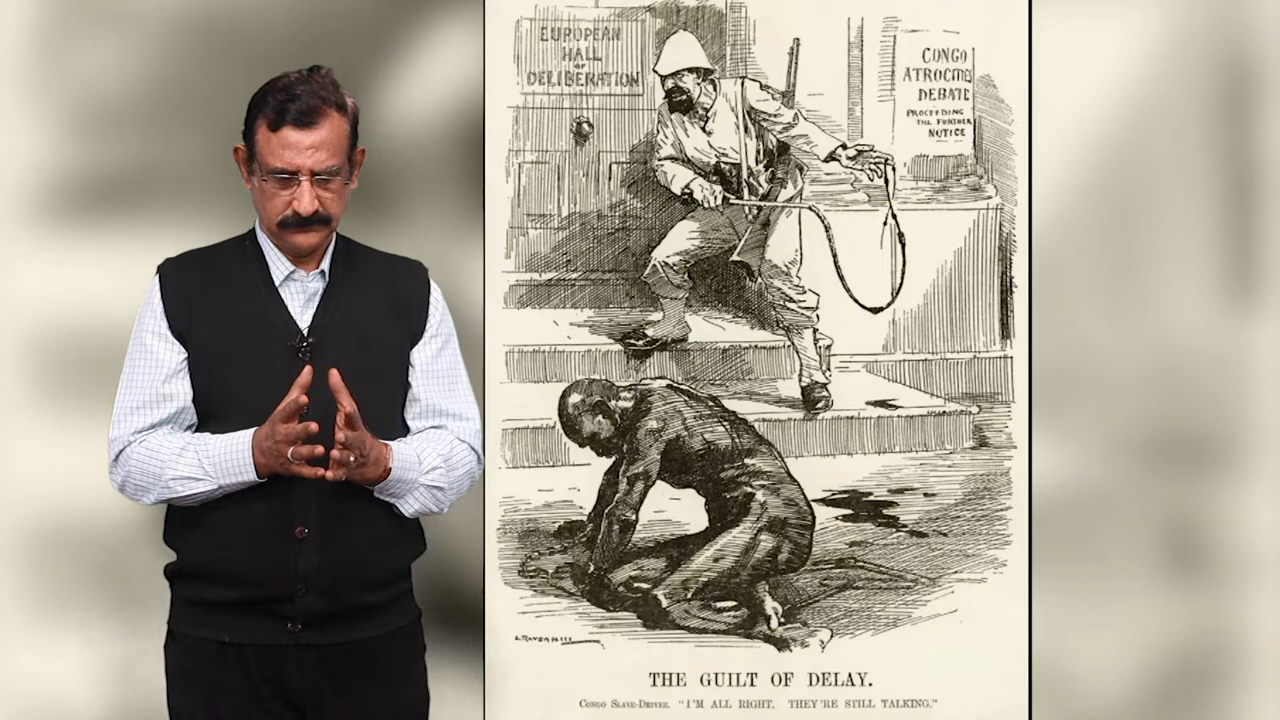 EUROPEAN
HALL
OF
DELIBERATION
CONGO
ATROCITIES
DEBATE
PROCEEDING
TILL FURTHER
NOTICE
THE GUILT OF DELAY.
CONGO SLAVE-DRIVER. "I'M ALL RIGHT. THEY'RE STILL TALKING."